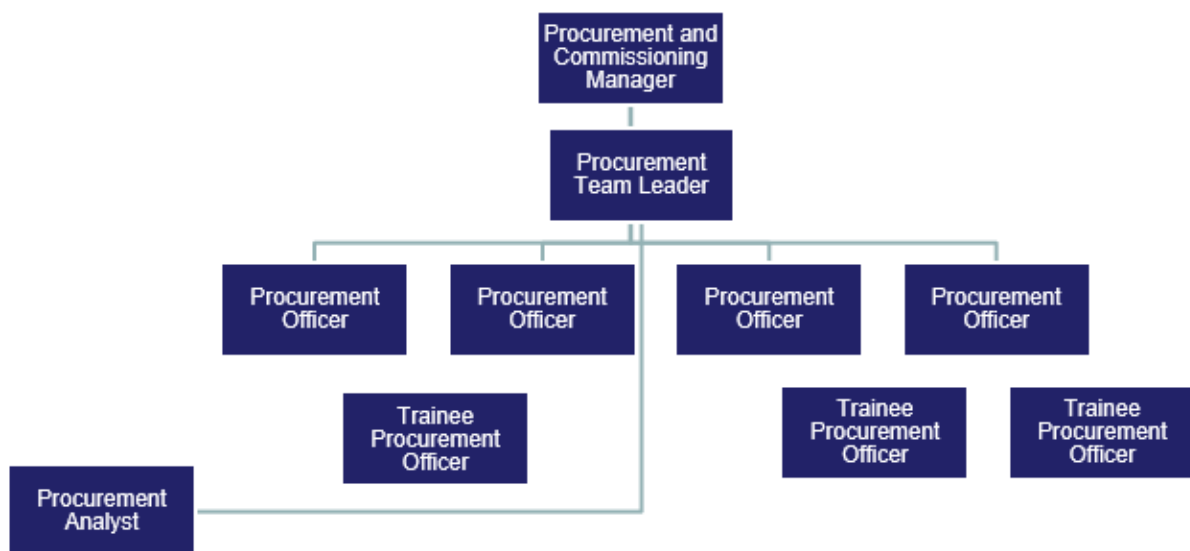 Procurement and
Commissioning
Manager
Procurement
Team Leader
Procurement
Officer
Procurement
Officer
Procurement
Officer
Procurement
Officer
Trainee
Procurement
Officer
Trainee
Procurement
Officer
Trainee
Procurement
Officer
Procurement
Analyst